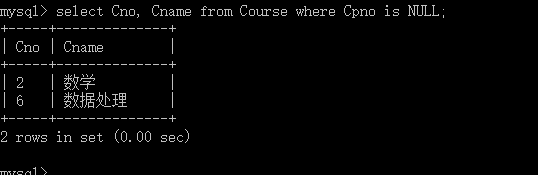 mysql> select Cno, Cname from Course where Cpno is NULL;
+-----+--------------+
| Cno | Cname        |
+-----+--------------+
| 2   | 数学         |
| 6   | 数据处理     |
+-----+--------------+
2 rows in set (0.00 sec)
mysql>